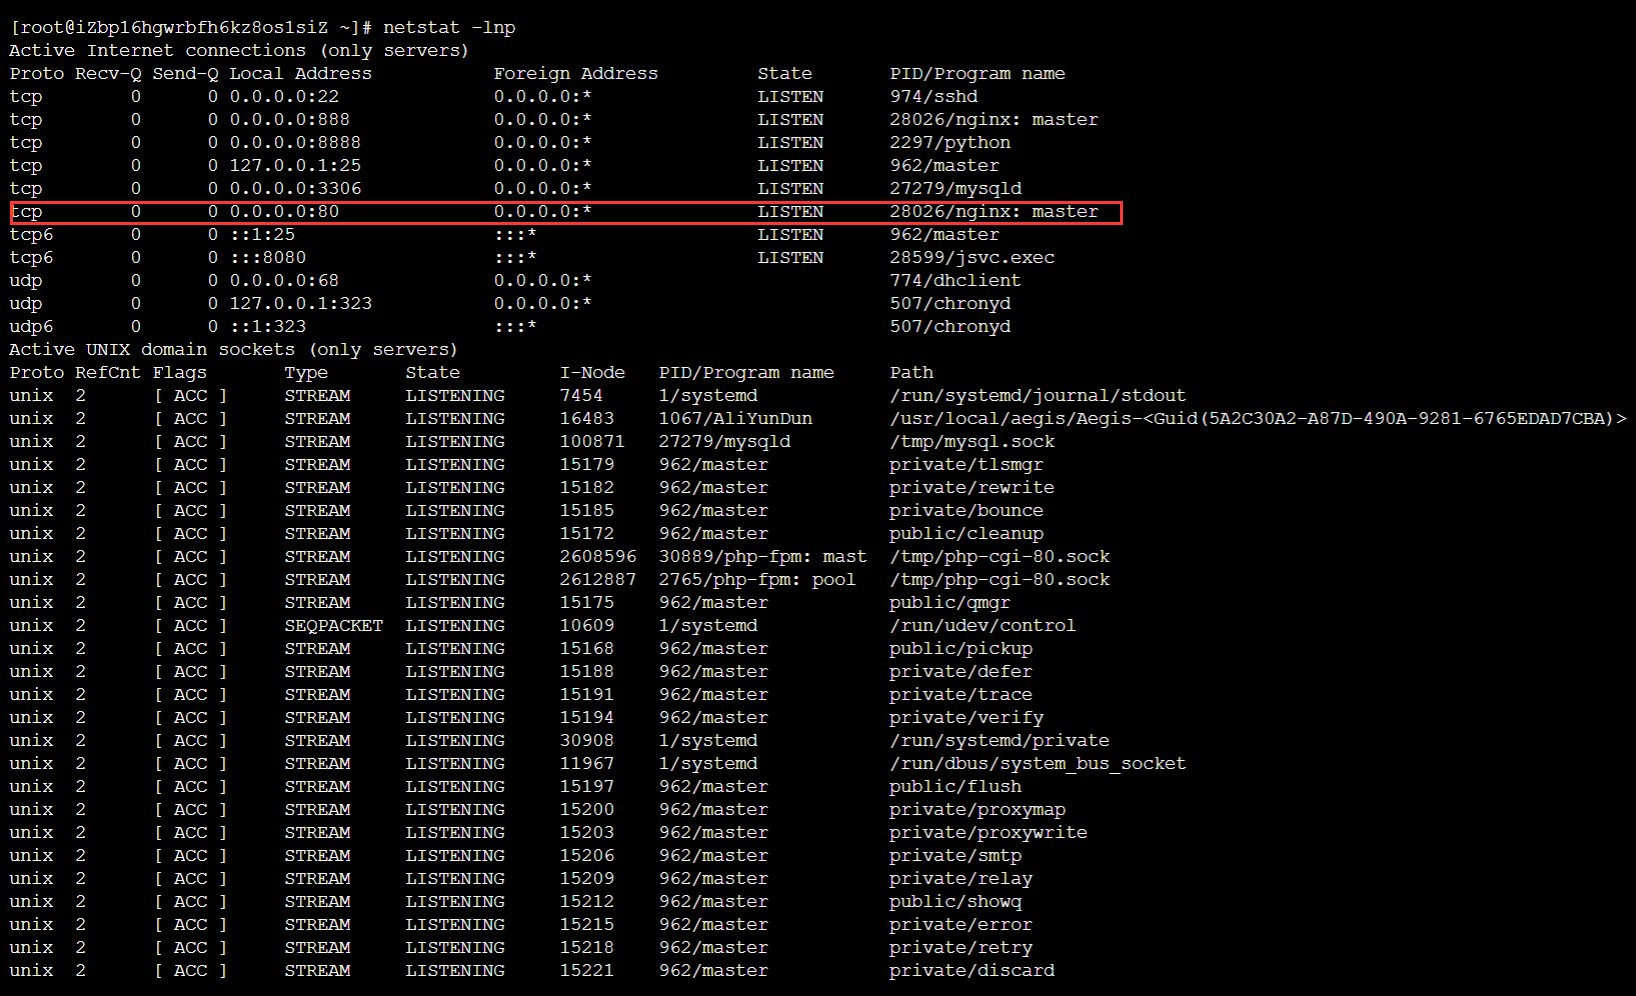 [root@iZbp16hgwrbfh6kz8os1siZ ~]# netstat -lnp
Active Internet connections (only servers)
Proto Recv-Q Send-Q Local Address           Foreign Address         State       PID/Program name
tcp        0      0 0.0.0.0:22              0.0.0.0:*               LISTEN      974/sshd
tcp        0      0 0.0.0.0:888             0.0.0.0:*               LISTEN      28026/nginx: master
tcp        0      0 0.0.0.0:8888            0.0.0.0:*               LISTEN      2297/python
tcp        0      0 127.0.0.1:25            0.0.0.0:*               LISTEN      962/master
tcp        0      0 0.0.0.0:3306            0.0.0.0:*               LISTEN      27279/mysqld
tcp        0      0 0.0.0.0:80              0.0.0.0:*               LISTEN      28026/nginx: master
tcp6       0      0 ::1:25                  :::*                    LISTEN      962/master
tcp6       0      0 :::8080                 :::*                    LISTEN      28599/jsvc.exec
udp        0      0 0.0.0.0:68              0.0.0.0:*                           774/dhclient
udp        0      0 127.0.0.1:323           0.0.0.0:*                           507/chronyd
udp6       0      0 ::1:323                 :::*                                507/chronyd
Active UNIX domain sockets (only servers)
Proto RefCnt Flags       Type       State         I-Node   PID/Program name     Path
unix  2      [ ACC ]     STREAM     LISTENING     7454     1/systemd            /run/systemd/journal/stdout
unix  2      [ ACC ]     STREAM     LISTENING     16483    1067/AliYunDun       /usr/local/aegis/Aegis-<Guid(5A2C30A2-A87D-490A-9281-6765EDAD7CBA)>
unix  2      [ ACC ]     STREAM     LISTENING     100871   27279/mysqld         /tmp/mysql.sock
unix  2      [ ACC ]     STREAM     LISTENING     15179    962/master           private/tlsmgr
unix  2      [ ACC ]     STREAM     LISTENING     15182    962/master           private/rewrite
unix  2      [ ACC ]     STREAM     LISTENING     15185    962/master           private/bounce
unix  2      [ ACC ]     STREAM     LISTENING     15172    962/master           public/cleanup
unix  2      [ ACC ]     STREAM     LISTENING     2608596  30889/php-fpm: mast  /tmp/php-cgi-80.sock
unix  2      [ ACC ]     STREAM     LISTENING     2612887  2765/php-fpm: pool   /tmp/php-cgi-80.sock
unix  2      [ ACC ]     STREAM     LISTENING     15175    962/master           public/qmgr
unix  2      [ ACC ]     SEQPACKET  LISTENING     10609    1/systemd            /run/udev/control
unix  2      [ ACC ]     STREAM     LISTENING     15168    962/master           public/pickup
unix  2      [ ACC ]     STREAM     LISTENING     15188    962/master           private/defer
unix  2      [ ACC ]     STREAM     LISTENING     15191    962/master           private/trace
unix  2      [ ACC ]     STREAM     LISTENING     15194    962/master           private/verify
unix  2      [ ACC ]     STREAM     LISTENING     30908    1/systemd            /run/systemd/private
unix  2      [ ACC ]     STREAM     LISTENING     11967    1/systemd            /run/dbus/system_bus_socket
unix  2      [ ACC ]     STREAM     LISTENING     15197    962/master           public/flush
unix  2      [ ACC ]     STREAM     LISTENING     15200    962/master           private/proxymap
unix  2      [ ACC ]     STREAM     LISTENING     15203    962/master           private/proxywrite
unix  2      [ ACC ]     STREAM     LISTENING     15206    962/master           private/smtp
unix  2      [ ACC ]     STREAM     LISTENING     15209    962/master           private/relay
unix  2      [ ACC ]     STREAM     LISTENING     15212    962/master           public/showq
unix  2      [ ACC ]     STREAM     LISTENING     15215    962/master           private/error
unix  2      [ ACC ]     STREAM     LISTENING     15218    962/master           private/retry
unix  2      [ ACC ]     STREAM     LISTENING     15221    962/master           private/discard